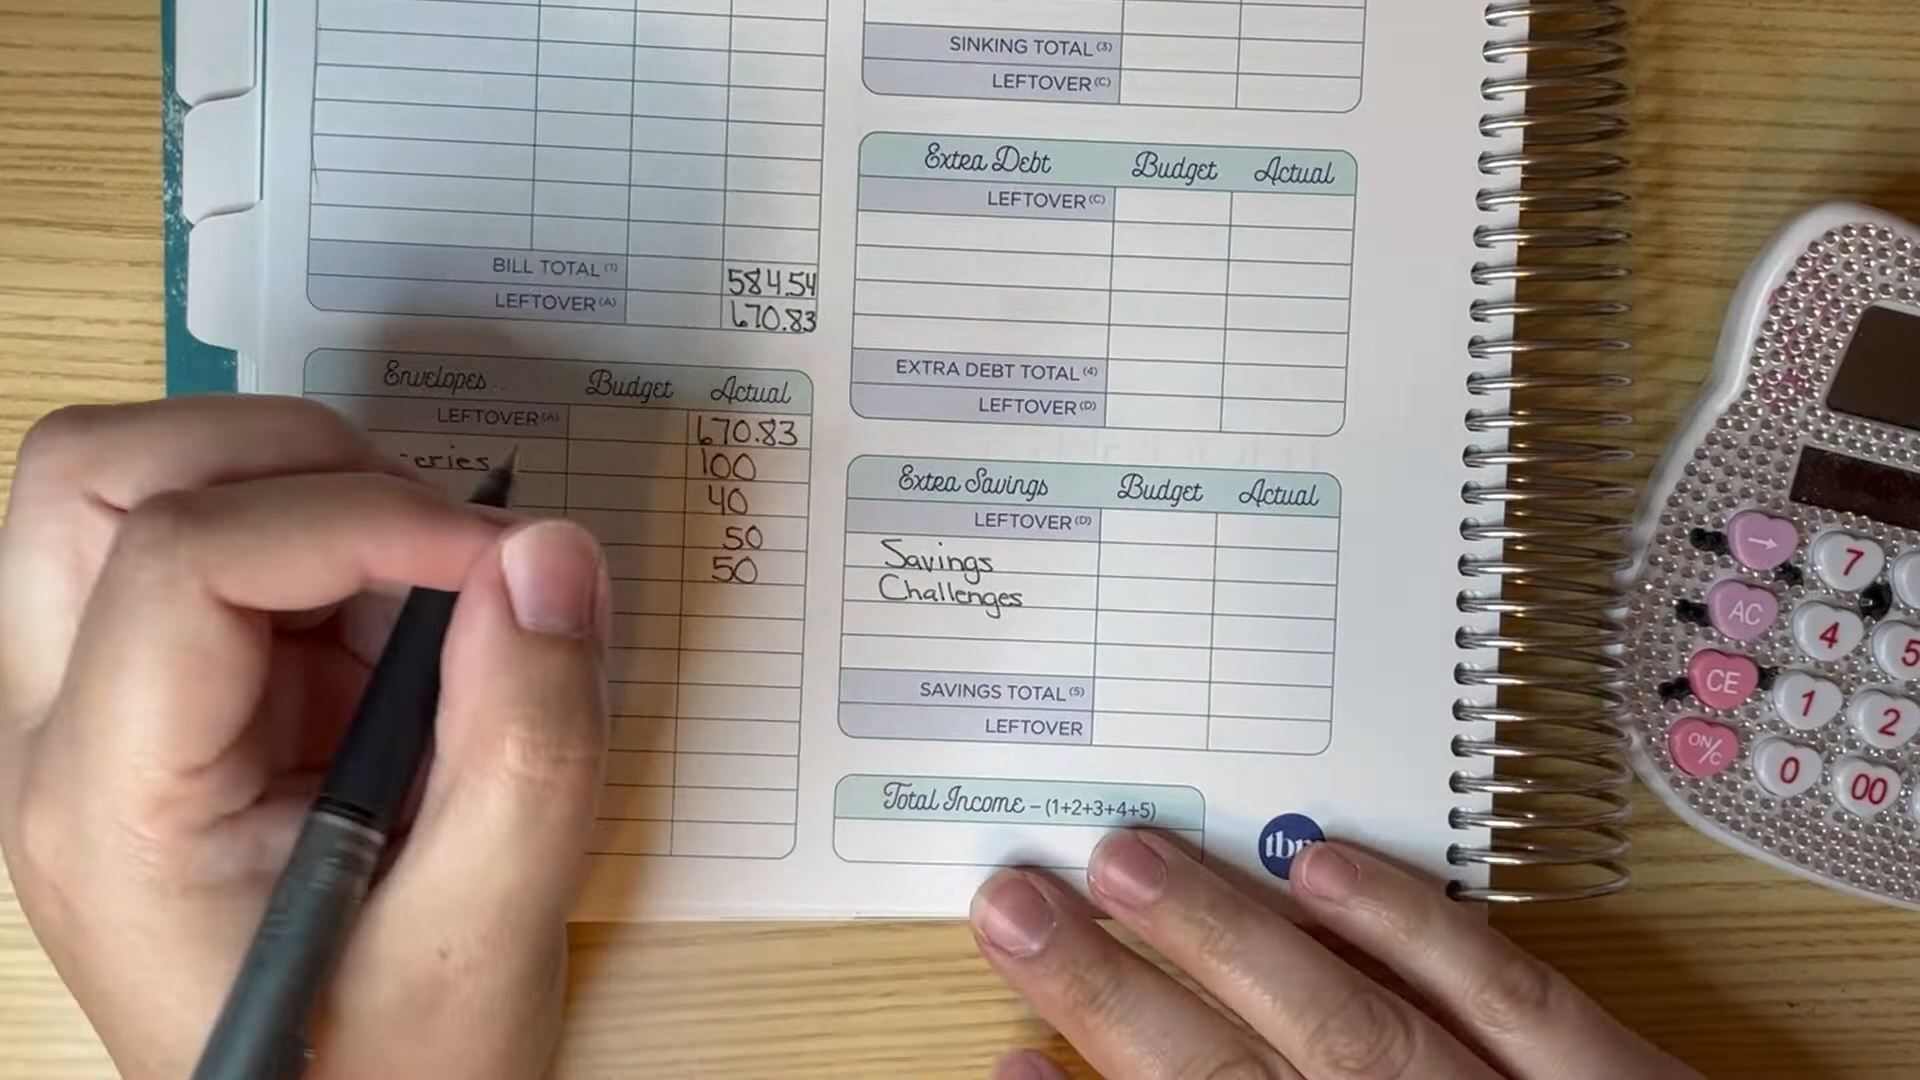 BILL TOTAL (1) 584.54
LEFTOVER (A) 670.83
Envelopes Budget Actual
LEFTOVER (A) 670.83
100
40
50
50
SINKING TOTAL (3)
LEFTOVER (C)
Extra Debt Budget Actual
LEFTOVER (C)
EXTRA DEBT TOTAL (4)
LEFTOVER (D)
Extra Savings Budget Actual
LEFTOVER (D)
Savings
Challenges
SAVINGS TOTAL (5)
LEFTOVER
Total Income – (1+2+3+4+5)
→ 7
AC 4 5
CE 1 2
ON/C 0 00